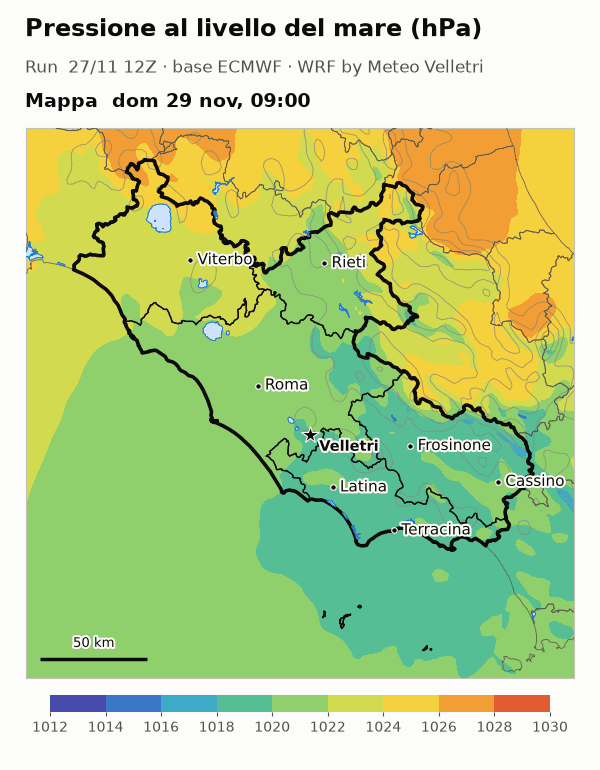 Pressione al livello del mare (hPa)
Run 27/11 12Z · base ECMWF · WRF by Meteo Velletri
Mappa dom 29 nov, 09:00
Viterbo
Rieti
Roma
Velletri
Frosinone
Cassino
Latina
Terracina
50 km
1012 1014 1016 1018 1020 1022 1024 1026 1028 1030